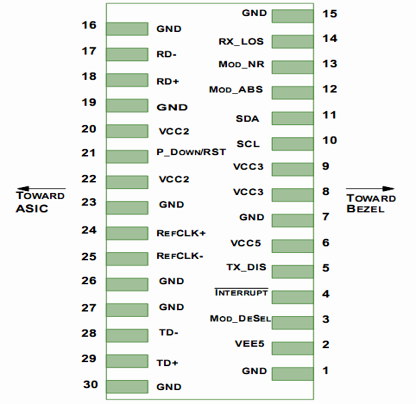 GND 15
16 GND
RX_LOS 14
17 RD-
MOD_NR 13
18 RD+
MOD_ABS 12
19 GND
SDA 11
20 VCC2
SCL 10
21 P_DOWN/RST
VCC3 9
22 VCC2
VCC3 8
TOWARD ASIC
TOWARD BEZEL
23 GND
GND 7
24 REFCLK+
VCC5 6
25 REFCLK-
TX_DIS 5
26 GND
INTERRUPT 4
27 GND
MOD_DESEL 3
28 TD-
VEE5 2
29 TD+
GND 1
30 GND